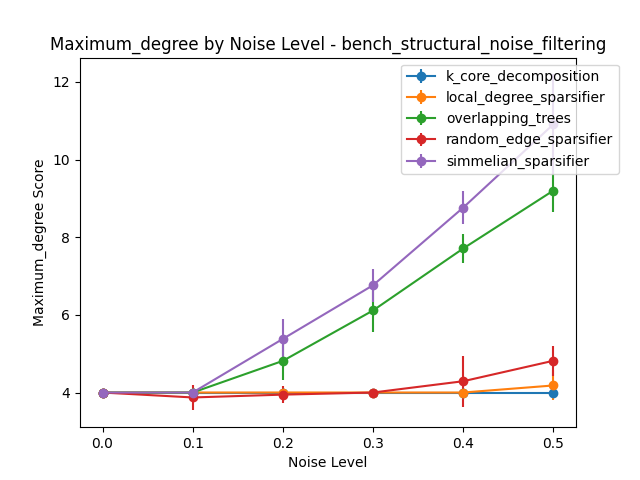 Maximum_degree by Noise Level - bench_structural_noise_filtering
k_core_decomposition
local_degree_sparsifier
overlapping_trees
random_edge_sparsifier
simmelian_sparsifier
Maximum_degree Score
12
10
8
6
4
0.0 0.1 0.2 0.3 0.4 0.5
Noise Level